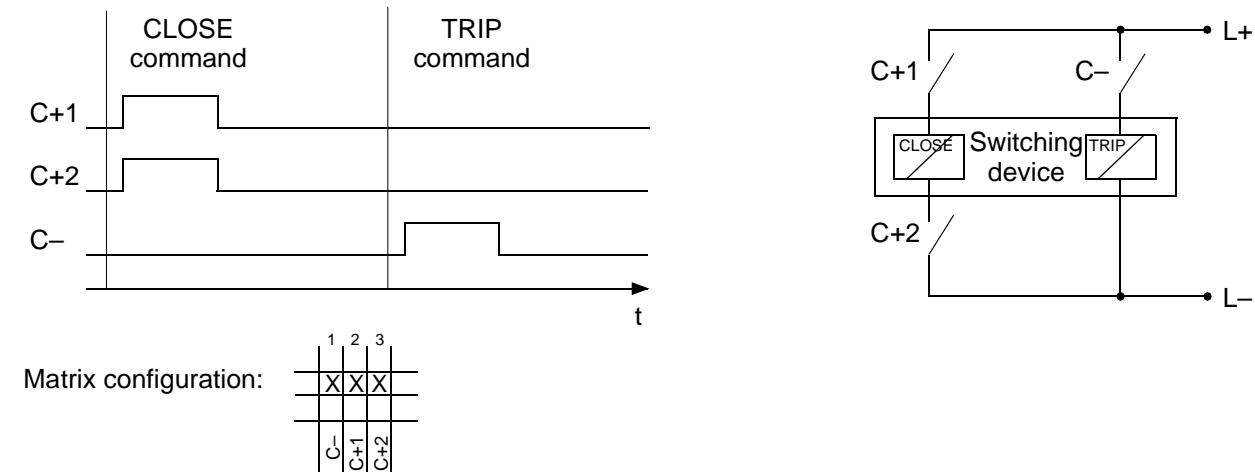 CLOSE
command
TRIP
command
C+1
C+2
C–
t
L+
C+1
C–
CLOSE
Switching
device
TRIP
C+2
L–
Matrix configuration:
1 2 3
X X X
C– C+1 C+2